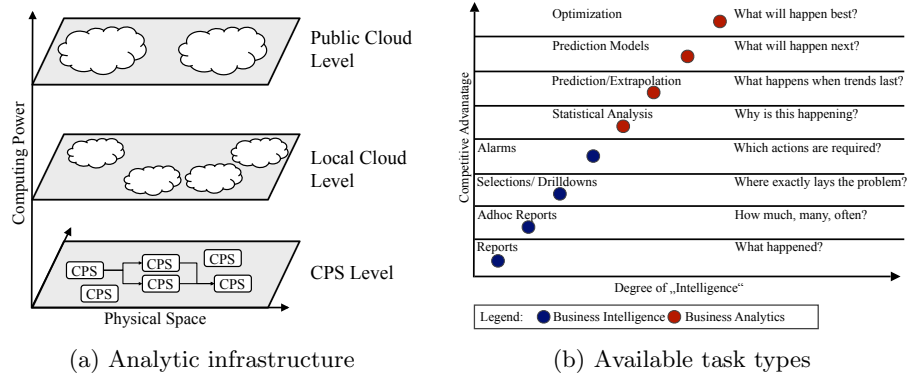 Computing Power
Public Cloud
Level
Local Cloud
Level
CPS Level
CPS
CPS
CPS
CPS
CPS
CPS
Physical Space
(a) Analytic infrastructure
Competitive Advanatage
Optimization What will happen best?
Prediction Models What will happen next?
Prediction/Extrapolation What happens when trends last?
Statistical Analysis Why is this happening?
Alarms Which actions are required?
Selections/ Drilldowns Where exactly lays the problem?
Adhoc Reports How much, many, often?
Reports What happened?
Degree of „Intelligence“
Legend: Business Intelligence Business Analytics
(b) Available task types